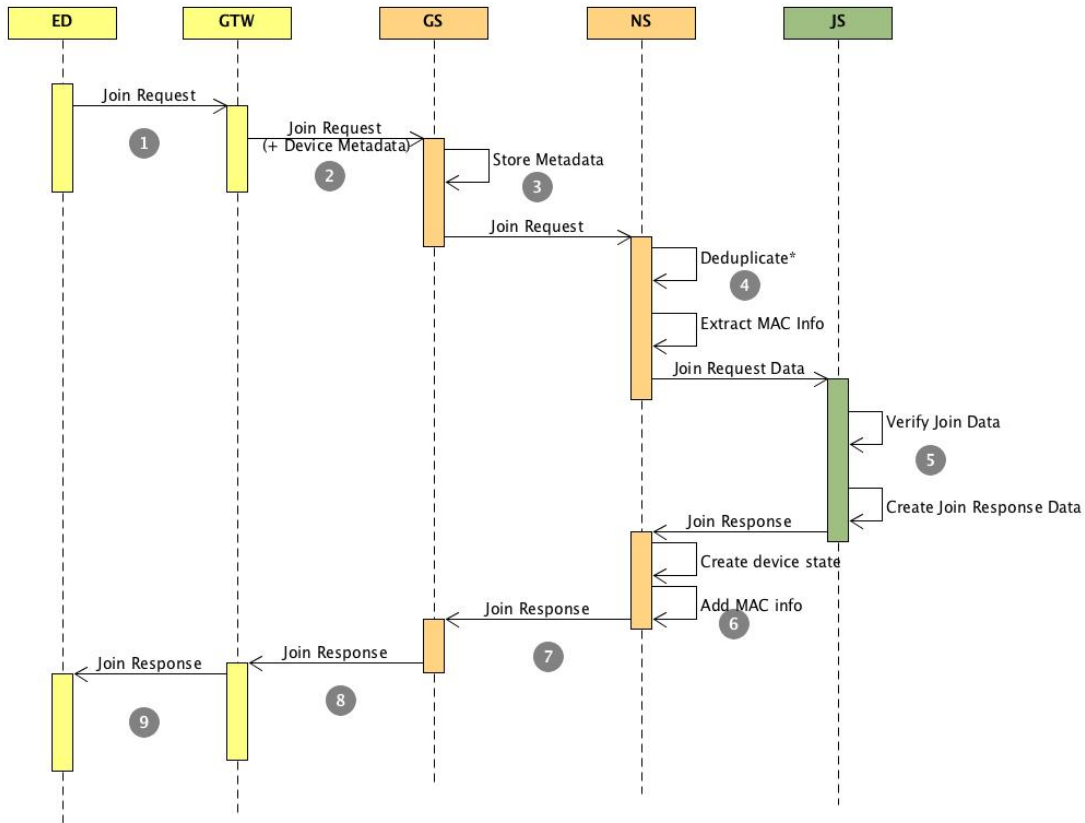 ED
GTW
GS
NS
JS
Join Request
1
Join Request
(+ Device Metadata)
2
Store Metadata
3
Join Request
Deduplicate*
4
Extract MAC Info
Join Request Data
Verify Join Data
5
Create Join Response Data
Join Response
Create device state
Add MAC info
6
Join Response
7
Join Response
8
Join Response
9